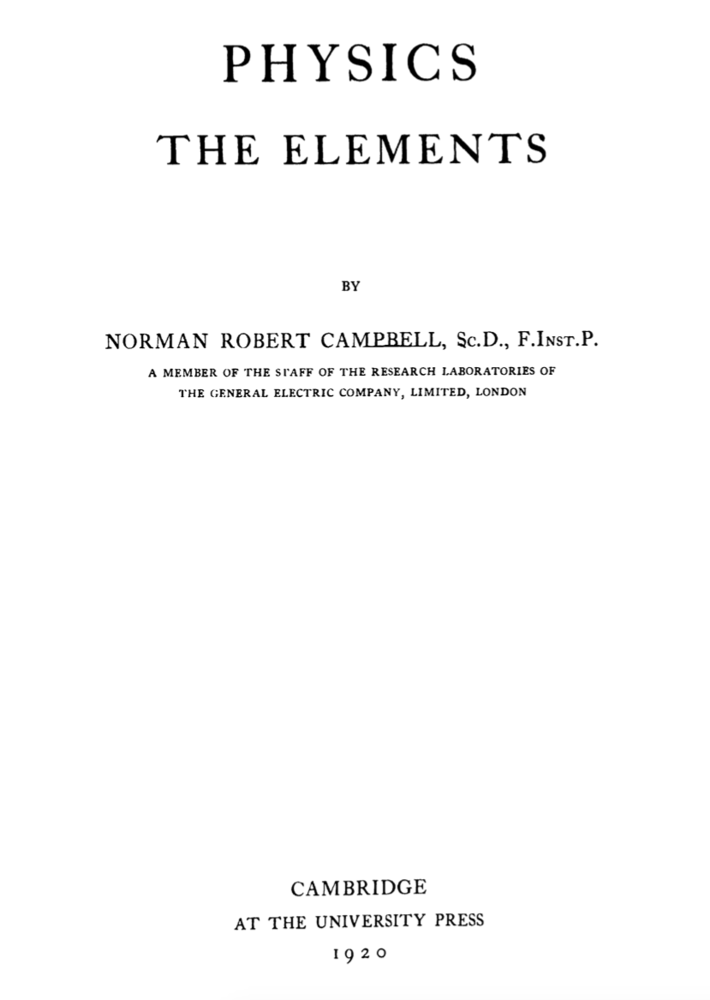 PHYSICS
THE ELEMENTS
BY
NORMAN ROBERT CAMPBELL, Sc.D., F.INST.P.
A MEMBER OF THE STAFF OF THE RESEARCH LABORATORIES OF
THE GENERAL ELECTRIC COMPANY, LIMITED, LONDON
CAMBRIDGE
AT THE UNIVERSITY PRESS
1920